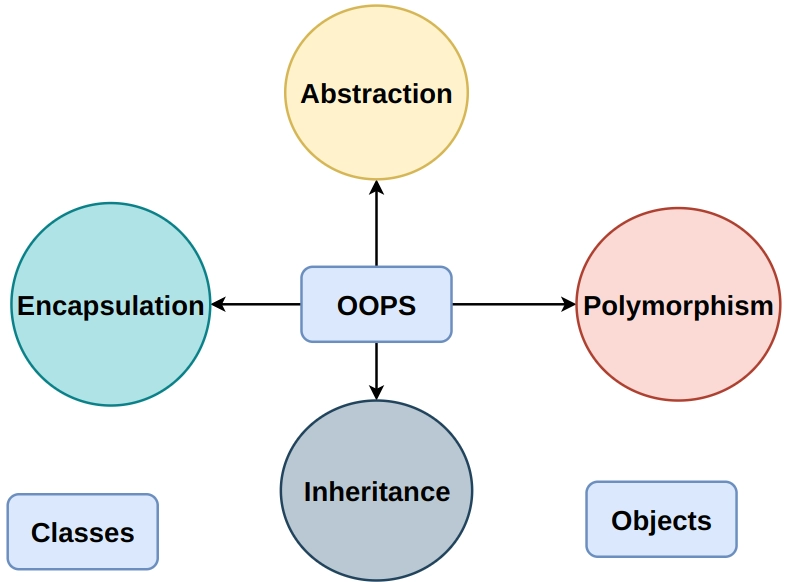 Abstraction
Encapsulation
OOPS
Polymorphism
Inheritance
Classes
Objects